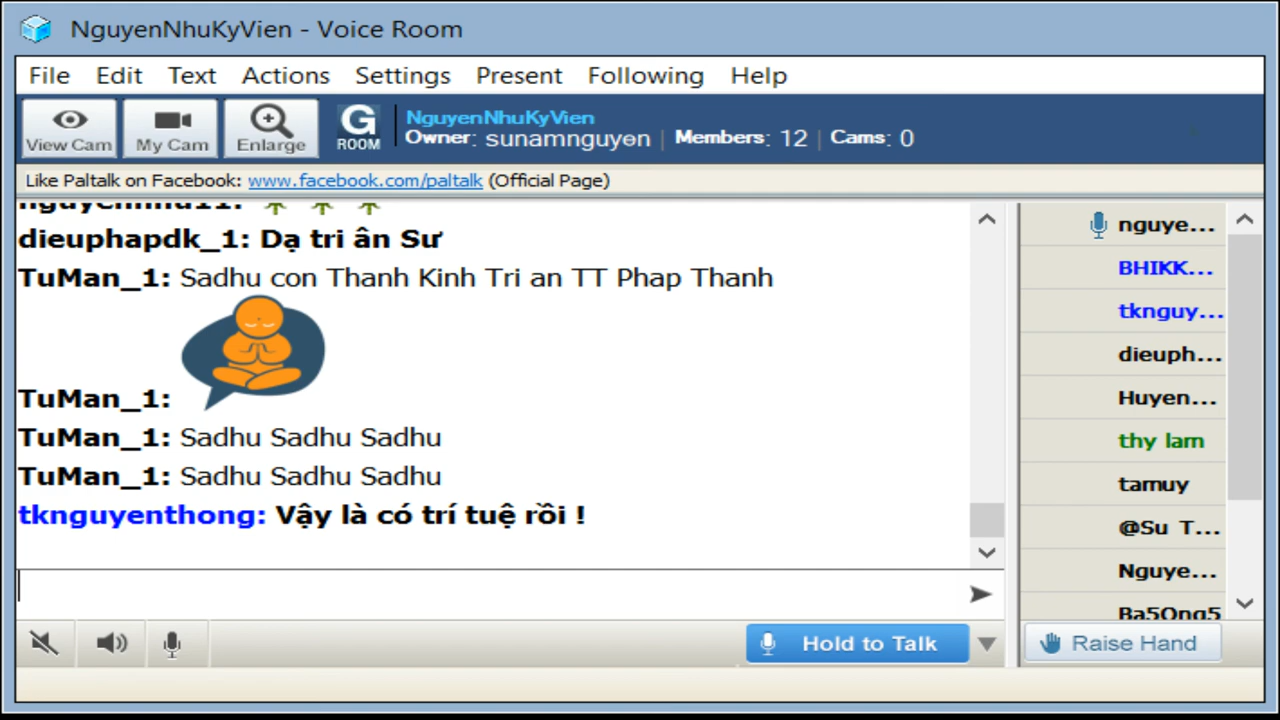 NguyenNhuKyVien - Voice Room
File Edit Text Actions Settings Present Following Help
View Cam My Cam Enlarge G ROOM
NguyenNhuKyVien
Owner: sunamnguyen | Members: 12 | Cams: 0
Like Paltalk on Facebook: www.facebook.com/paltalk (Official Page)
dieuphapdk_1: Dạ tri ân Sư
TuMan_1: Sadhu con Thanh Kinh Tri an TT Phap Thanh
TuMan_1:
TuMan_1: Sadhu Sadhu Sadhu
TuMan_1: Sadhu Sadhu Sadhu
tknguyenthong: Vậy là có trí tuệ rồi !
nguye...
BHIKK...
tknguy...
dieuph...
Huyen...
thy lam
tamuy
@Su T...
Nguye...
Ba5Ong5
Hold to Talk
Raise Hand